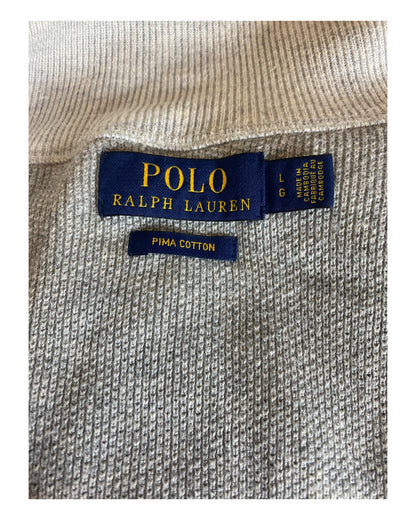 POLO
RALPH LAUREN
L
G
MADE IN
CAMBODIA
FABRIQUÉ AU
CAMBODGE
PIMA COTTON